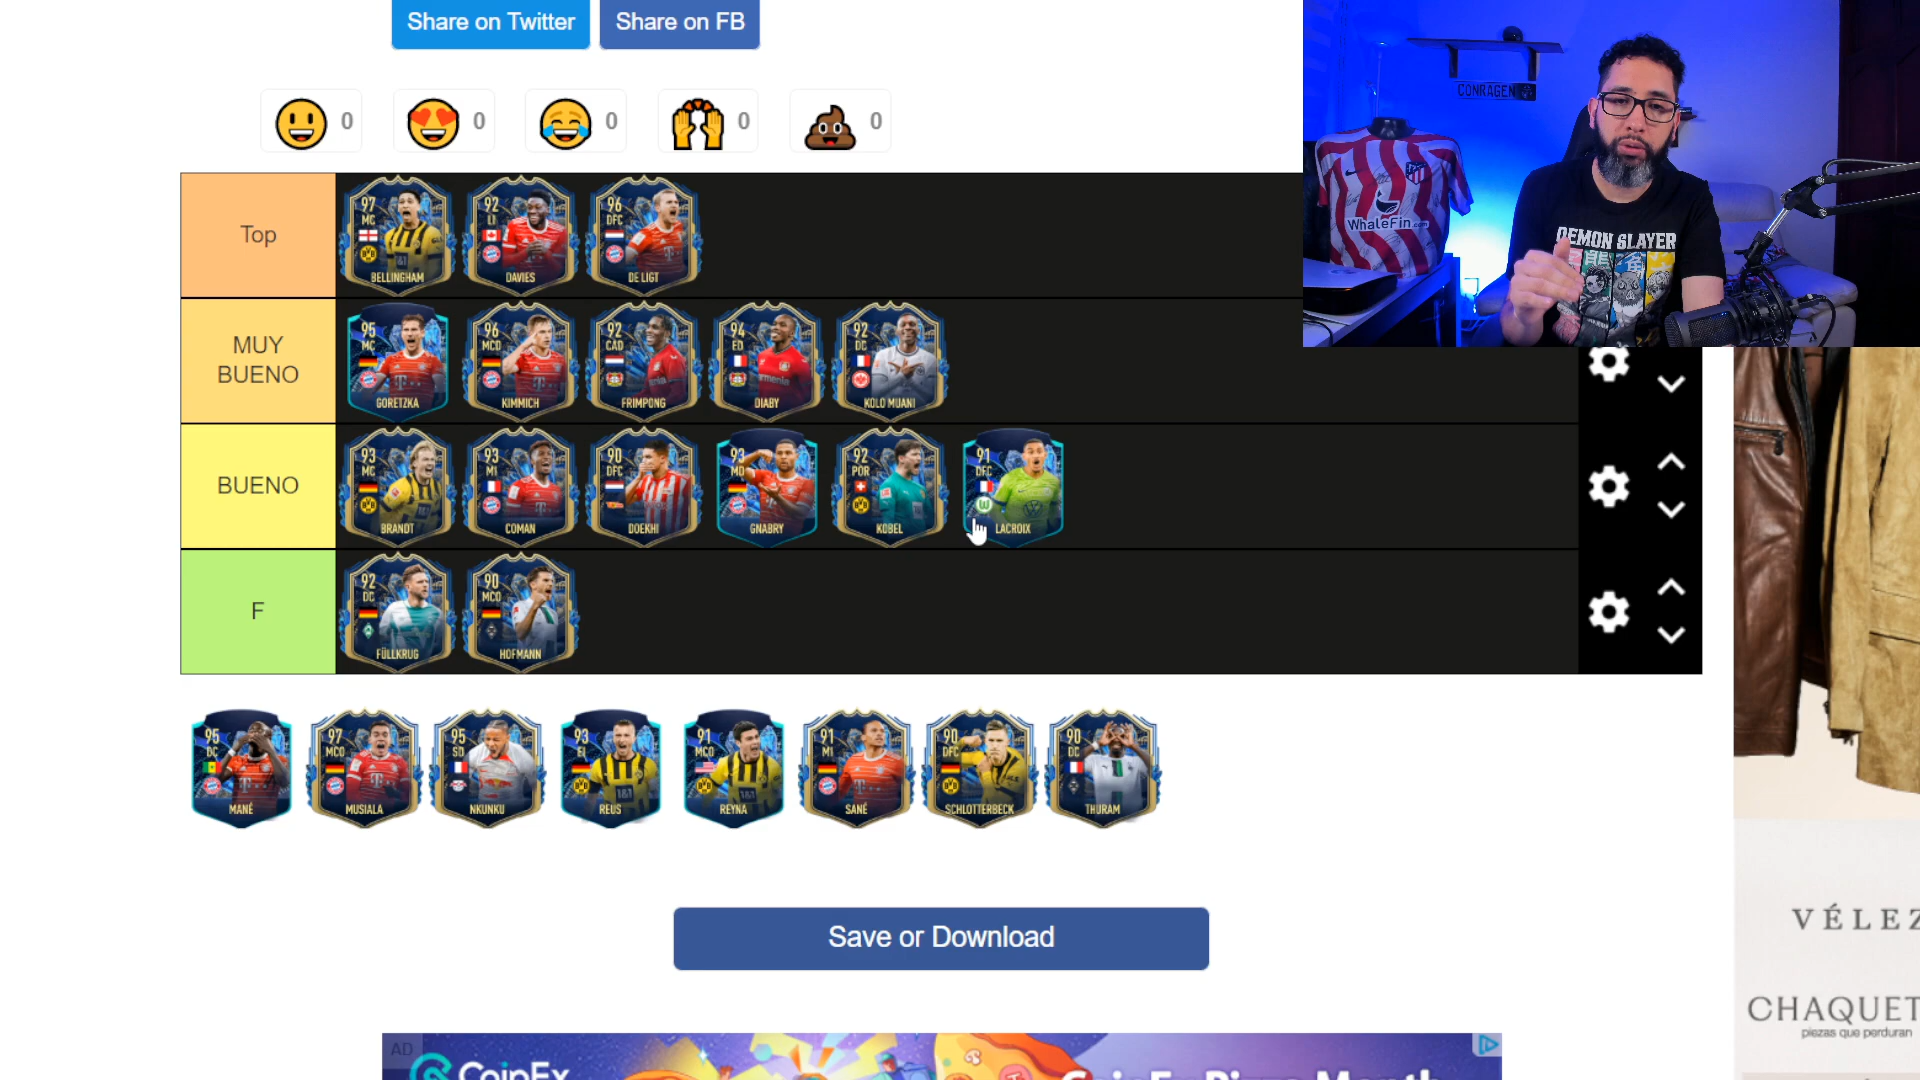 Share on Twitter
Share on FB
0
0
0
0
0
CONRAGEN
WhaleFin.com
DEMON SLAYER
Top
97
MC
BELLINGHAM
92
LI
DAVIES
96
DFC
DE LIGT
MUY
BUENO
95
MC
GORETZKA
96
MCD
KIMMICH
92
CAD
FRIMPONG
94
ED
DIABY
92
DC
KOLO MUANI
BUENO
93
MC
BRANDT
93
MI
COMAN
90
DFC
DOEKHI
93
MD
GNABRY
92
POR
KOBEL
91
DFC
LACROIX
F
92
DC
FÜLLKRUG
90
MCO
HOFMANN
95
DC
MANÉ
97
MCO
MUSIALA
95
SD
NKUNKU
93
EI
REUS
91
MCO
REYNA
91
MI
SANÉ
90
DFC
SCHLOTTERBECK
90
DC
THURAM
Save or Download
VÉLEZ
CHAQUET
piezas que perduran
AD
CoinEx
CoinEx Pizza Month